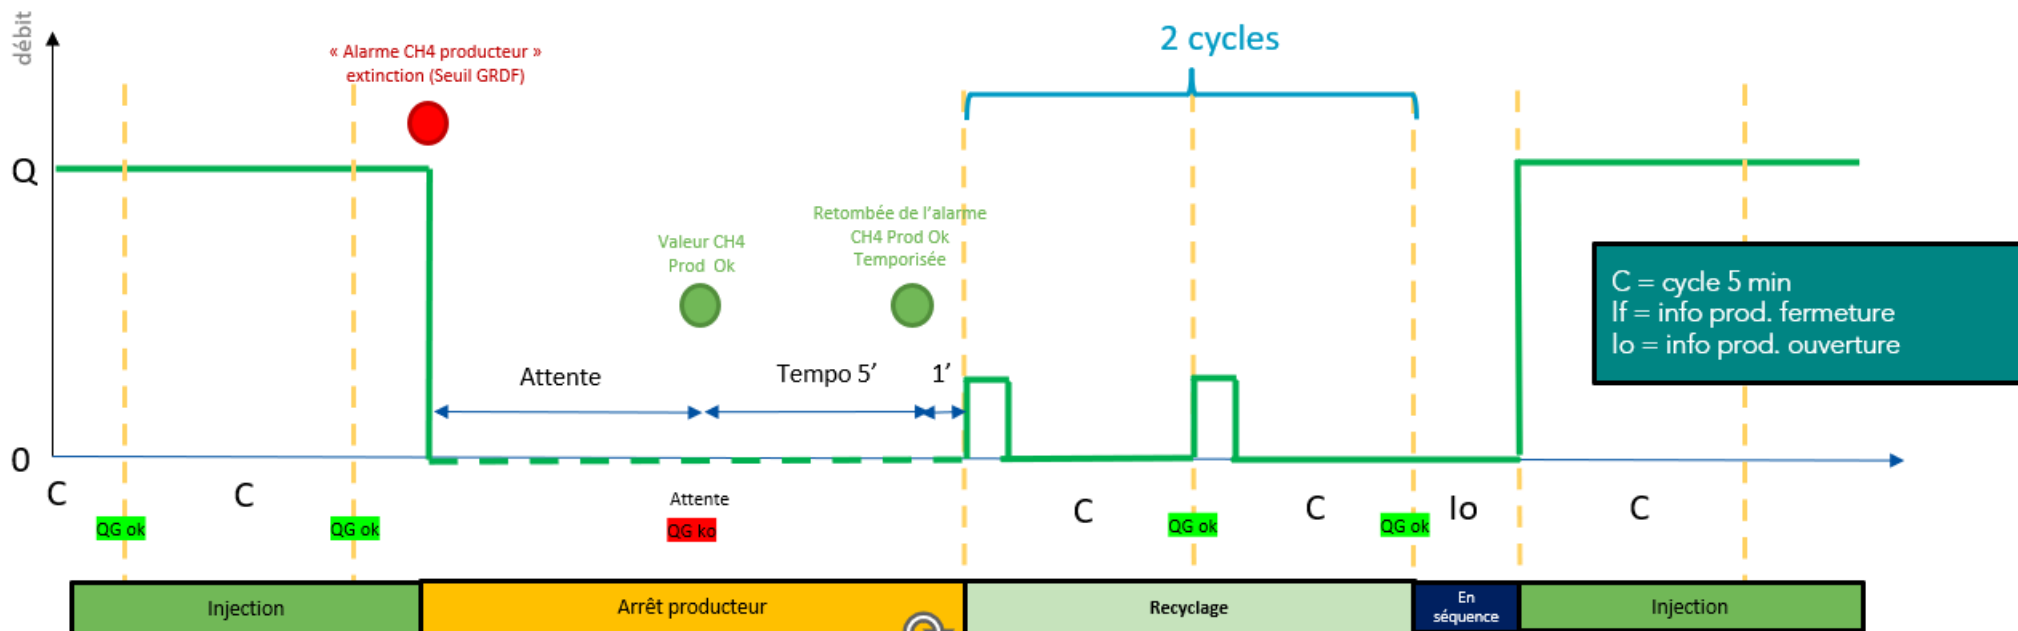 débit
« Alarme CH4 producteur »
extinction (Seuil GRDF)
2 cycles
Q
Valeur CH4
Prod Ok
Retombée de l'alarme
CH4 Prod Ok
Temporisée
C = cycle 5 min
If = info prod. fermeture
Io = info prod. ouverture
Attente
Tempo 5'
1'
0
C
C
Attente
C
C
Io
C
QG ok
QG ok
QG ko
QG ok
QG ok
Injection
Arrêt producteur
Recyclage
En
séquence
Injection